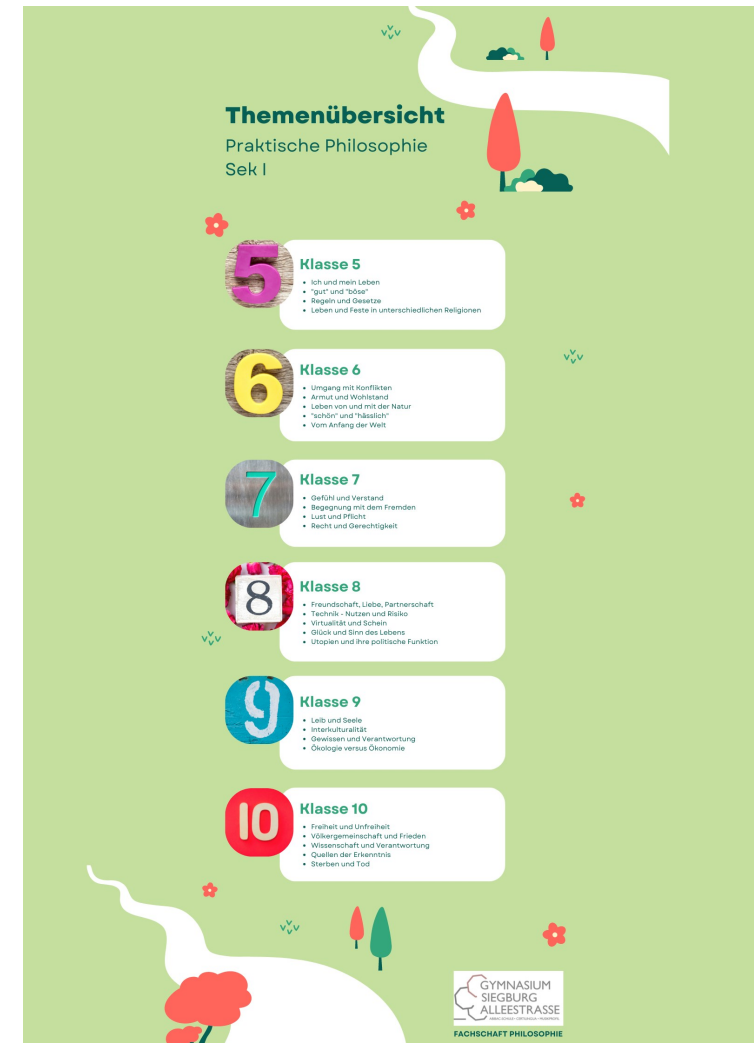 Themenübersicht
Praktische Philosophie
Sek I
5
Klasse 5
• Ich und mein Leben
• "gut" und "böse"
• Regeln und Gesetze
• Leben und Feste in unterschiedlichen Religionen
6
Klasse 6
• Umgang mit Konflikten
• Armut und Wohlstand
• Leben von und mit der Natur
• "schön" und "hässlich"
• Vom Anfang der Welt
7
Klasse 7
• Gefühl und Verstand
• Begegnung mit dem Fremden
• Lust und Pflicht
• Recht und Gerechtigkeit
8
Klasse 8
• Freundschaft, Liebe, Partnerschaft
• Technik - Nutzen und Risiko
• Virtualität und Schein
• Glück und Sinn des Lebens
• Utopien und ihre politische Funktion
9
Klasse 9
• Leib und Seele
• Interkulturalität
• Gewissen und Verantwortung
• Ökologie versus Ökonomie
10
Klasse 10
• Freiheit und Unfreiheit
• Völkergemeinschaft und Frieden
• Wissenschaft und Verantwortung
• Quellen der Erkenntnis
• Sterben und Tod
GYMNASIUM
SIEGBURG
ALLEESTRASSE
FACHSCHAFT PHILOSOPHIE